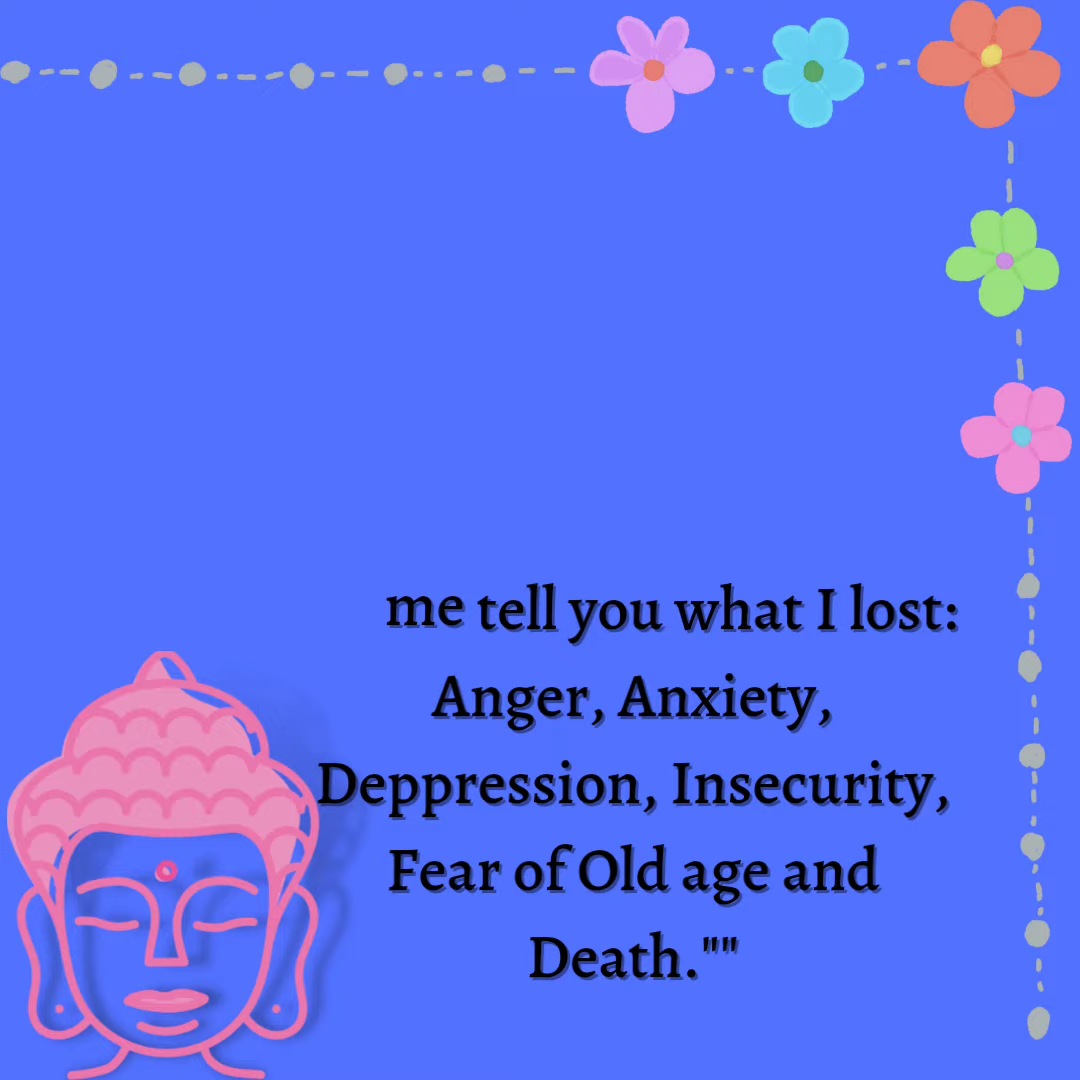 me tell you what I lost:
Anger, Anxiety,
Deppression, Insecurity,
Fear of Old age and
Death.""